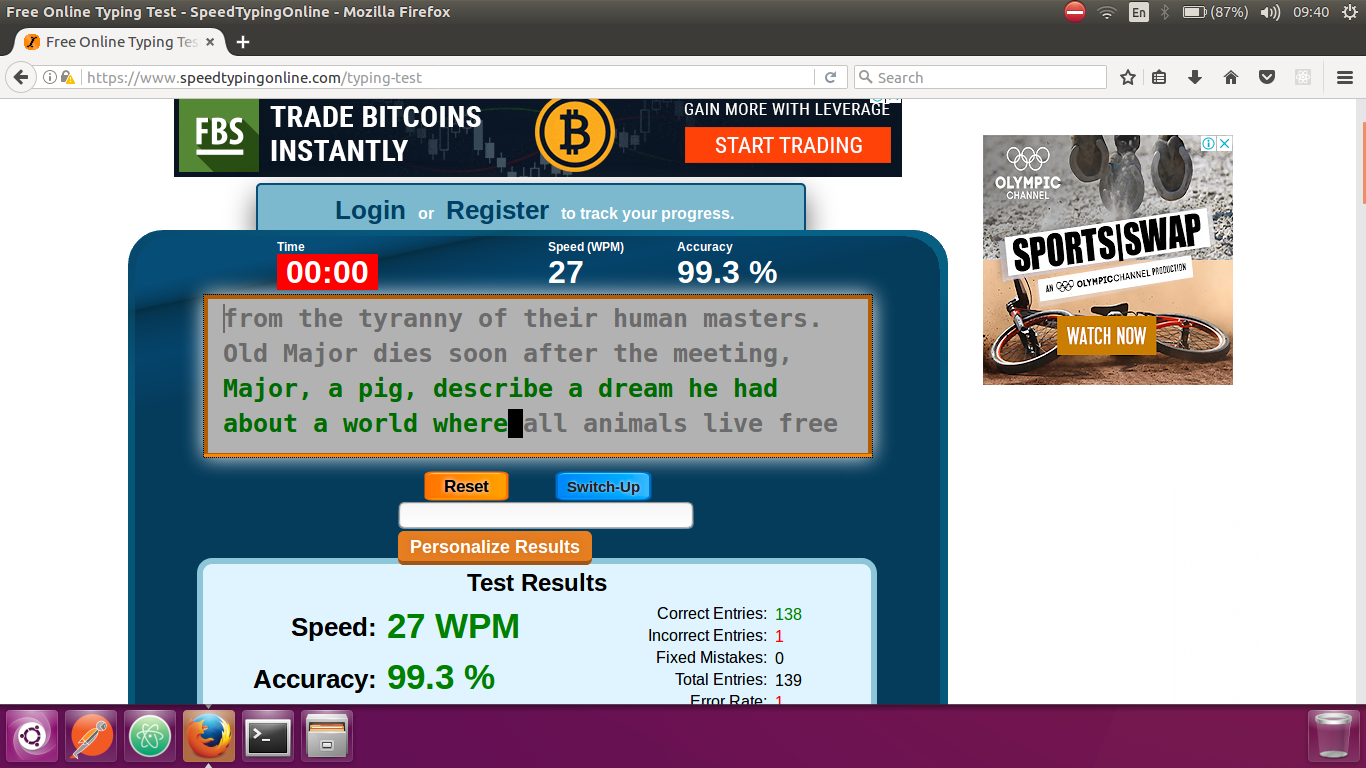 Free Online Typing Test - SpeedTypingOnline - Mozilla Firefox
En
(87%)
09:40
Free Online Typing Tes
https://www.speedtypingonline.com/typing-test
Search
FBS
TRADE BITCOINS
INSTANTLY
GAIN MORE WITH LEVERAGE
START TRADING
OLYMPIC
CHANNEL
SPORTS|SWAP
AN OLYMPIC CHANNEL PRODUCTION
WATCH NOW
Login or Register to track your progress.
Time Speed (WPM) Accuracy
00:00 27 99.3 %
from the tyranny of their human masters.
Old Major dies soon after the meeting,
Major, a pig, describe a dream he had
about a world where all animals live free
Reset Switch-Up
Personalize Results
Test Results
Speed: 27 WPM
Accuracy: 99.3 %
Correct Entries: 138
Incorrect Entries: 1
Fixed Mistakes: 0
Total Entries: 139
Error Rate: 1